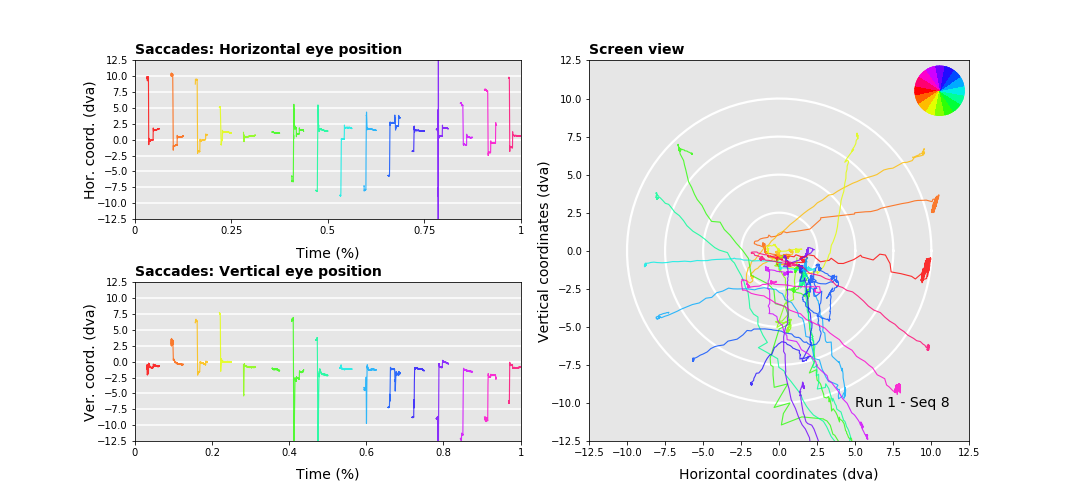 Saccades: Horizontal eye position
12.5
10.0
7.5
5.0
2.5
0.0
−2.5
−5.0
−7.5
−10.0
−12.5
Hor. coord. (dva)
0 0.25 0.5 0.75 1
Time (%)
Saccades: Vertical eye position
12.5
10.0
7.5
5.0
2.5
0.0
−2.5
−5.0
−7.5
−10.0
−12.5
Ver. coord. (dva)
0 0.2 0.4 0.6 0.8 1
Time (%)
Screen view
12.5
10.0
7.5
5.0
2.5
0.0
−2.5
−5.0
−7.5
−10.0
−12.5
Vertical coordinates (dva)
Run 1 - Seq 8
−12.5 −10.0 −7.5 −5.0 −2.5 0.0 2.5 5.0 7.5 10.0 12.5
Horizontal coordinates (dva)